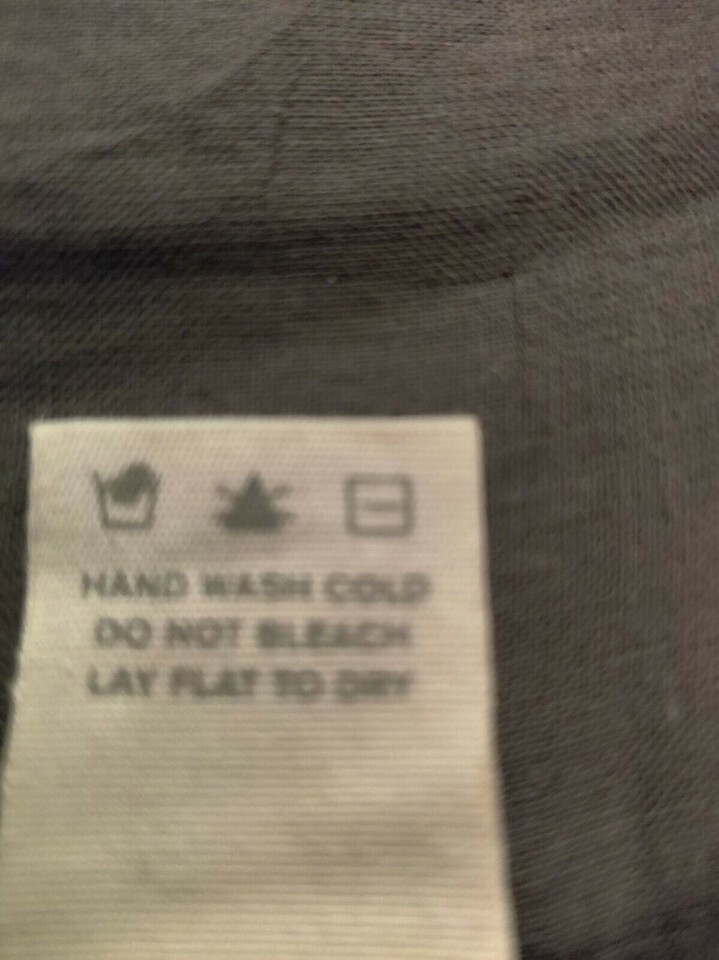 HAND WASH COLD
DO NOT BLEACH
LAY FLAT TO DRY